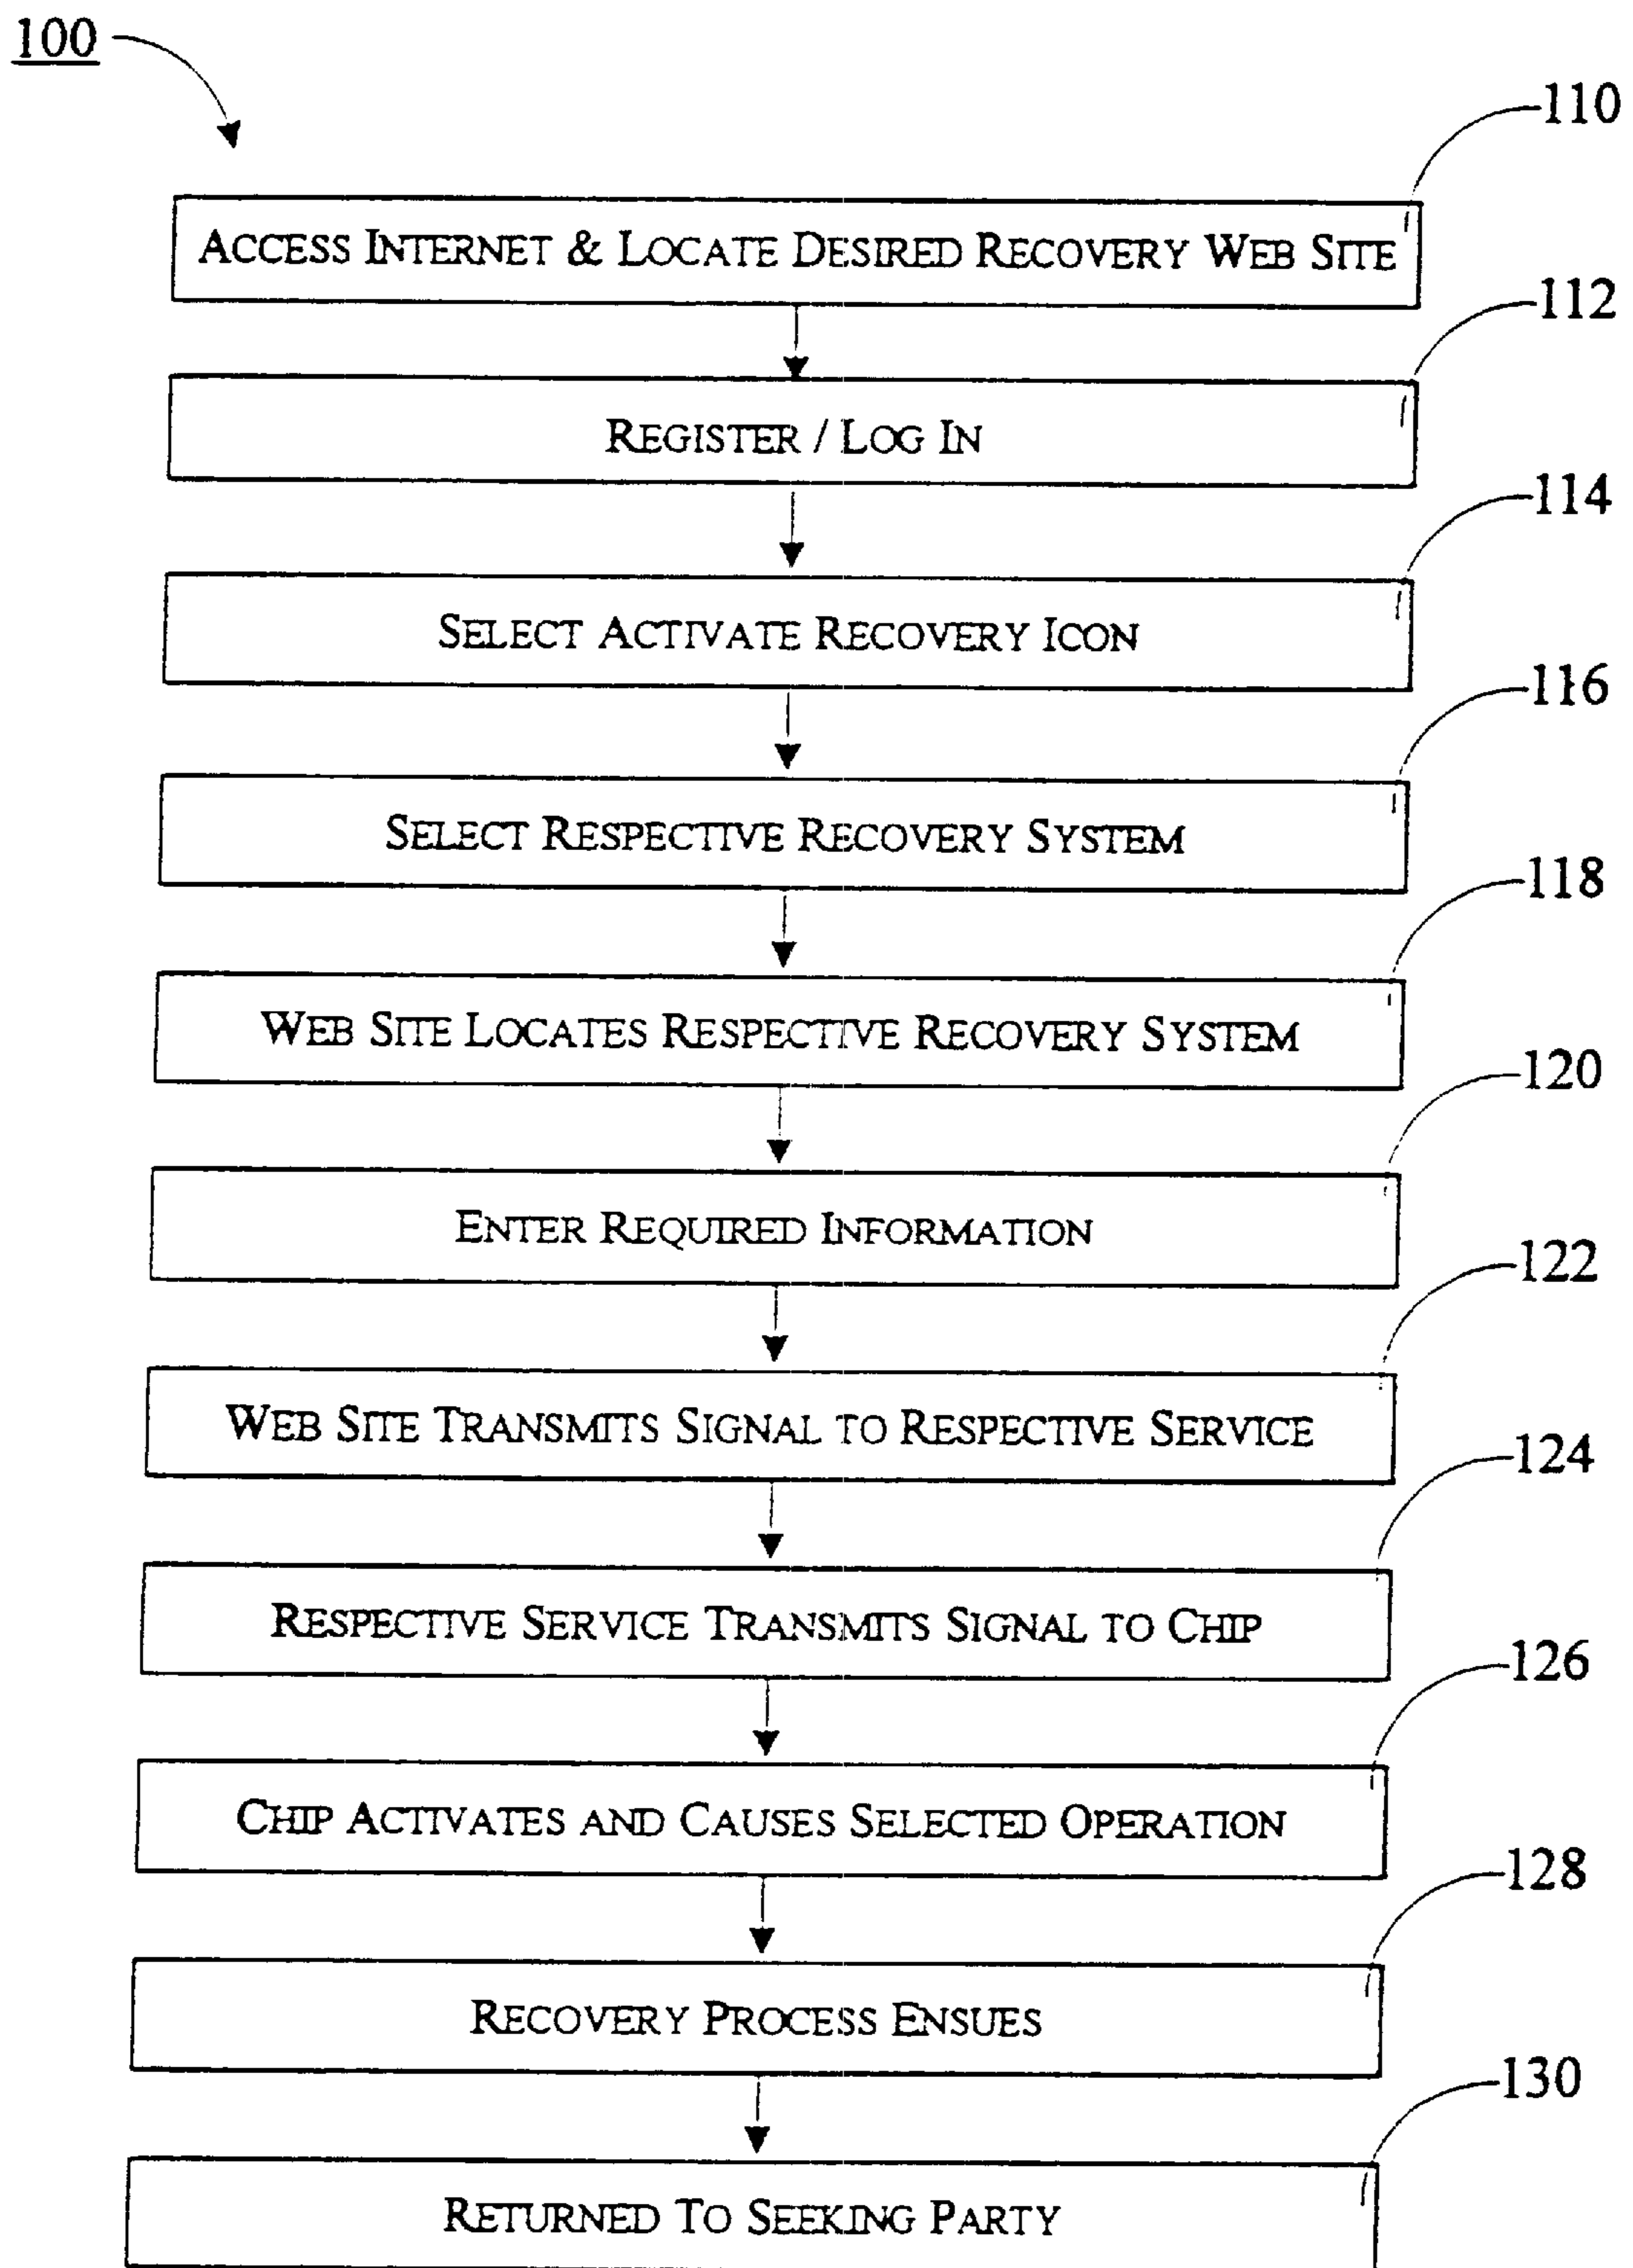 100
110
ACCESS INTERNET & LOCATE DESIRED RECOVERY WEB SITE
112
REGISTER / LOG IN
114
SELECT ACTIVATE RECOVERY ICON
116
SELECT RESPECTIVE RECOVERY SYSTEM
118
WEB SITE LOCATES RESPECTIVE RECOVERY SYSTEM
120
ENTER REQUIRED INFORMATION
122
WEB SITE TRANSMITS SIGNAL TO RESPECTIVE SERVICE
124
RESPECTIVE SERVICE TRANSMITS SIGNAL TO CHIP
126
CHIP ACTIVATES AND CAUSES SELECTED OPERATION
128
RECOVERY PROCESS ENSUES
130
RETURNED TO SEEKING PARTY